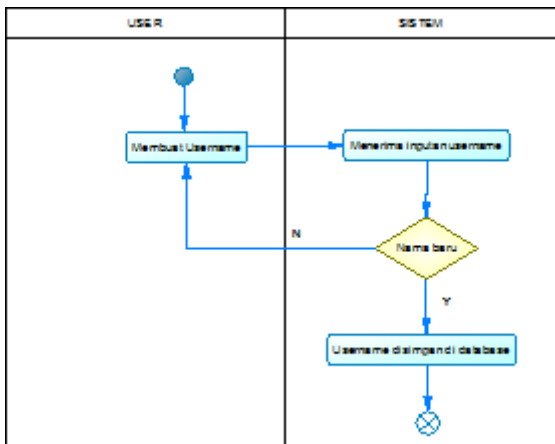 USER
SISTEM
Membuat Username
Menerima inputan username
N
Nama baru
Y
Username disimpan di database